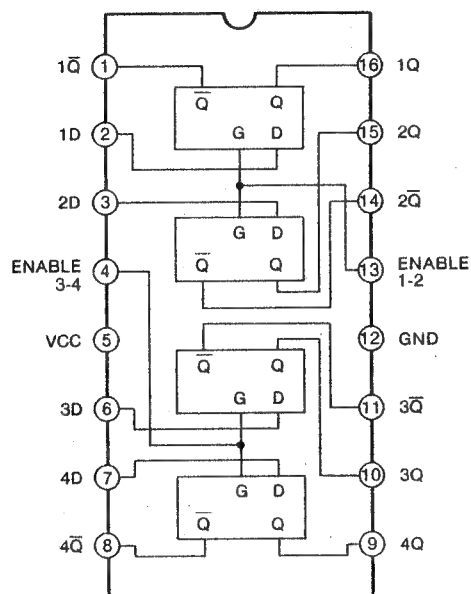 1Q̅ 1 16 1Q
Q̅ Q
G D
1D 2 15 2Q
2D 3 14 2Q̅
G D
Q̅ Q
ENABLE 3-4 4 13 ENABLE 1-2
VCC 5 12 GND
Q̅ Q
G D
3D 6 11 3Q̅
4D 7 10 3Q
G D
Q̅ Q
4Q̅ 8 9 4Q